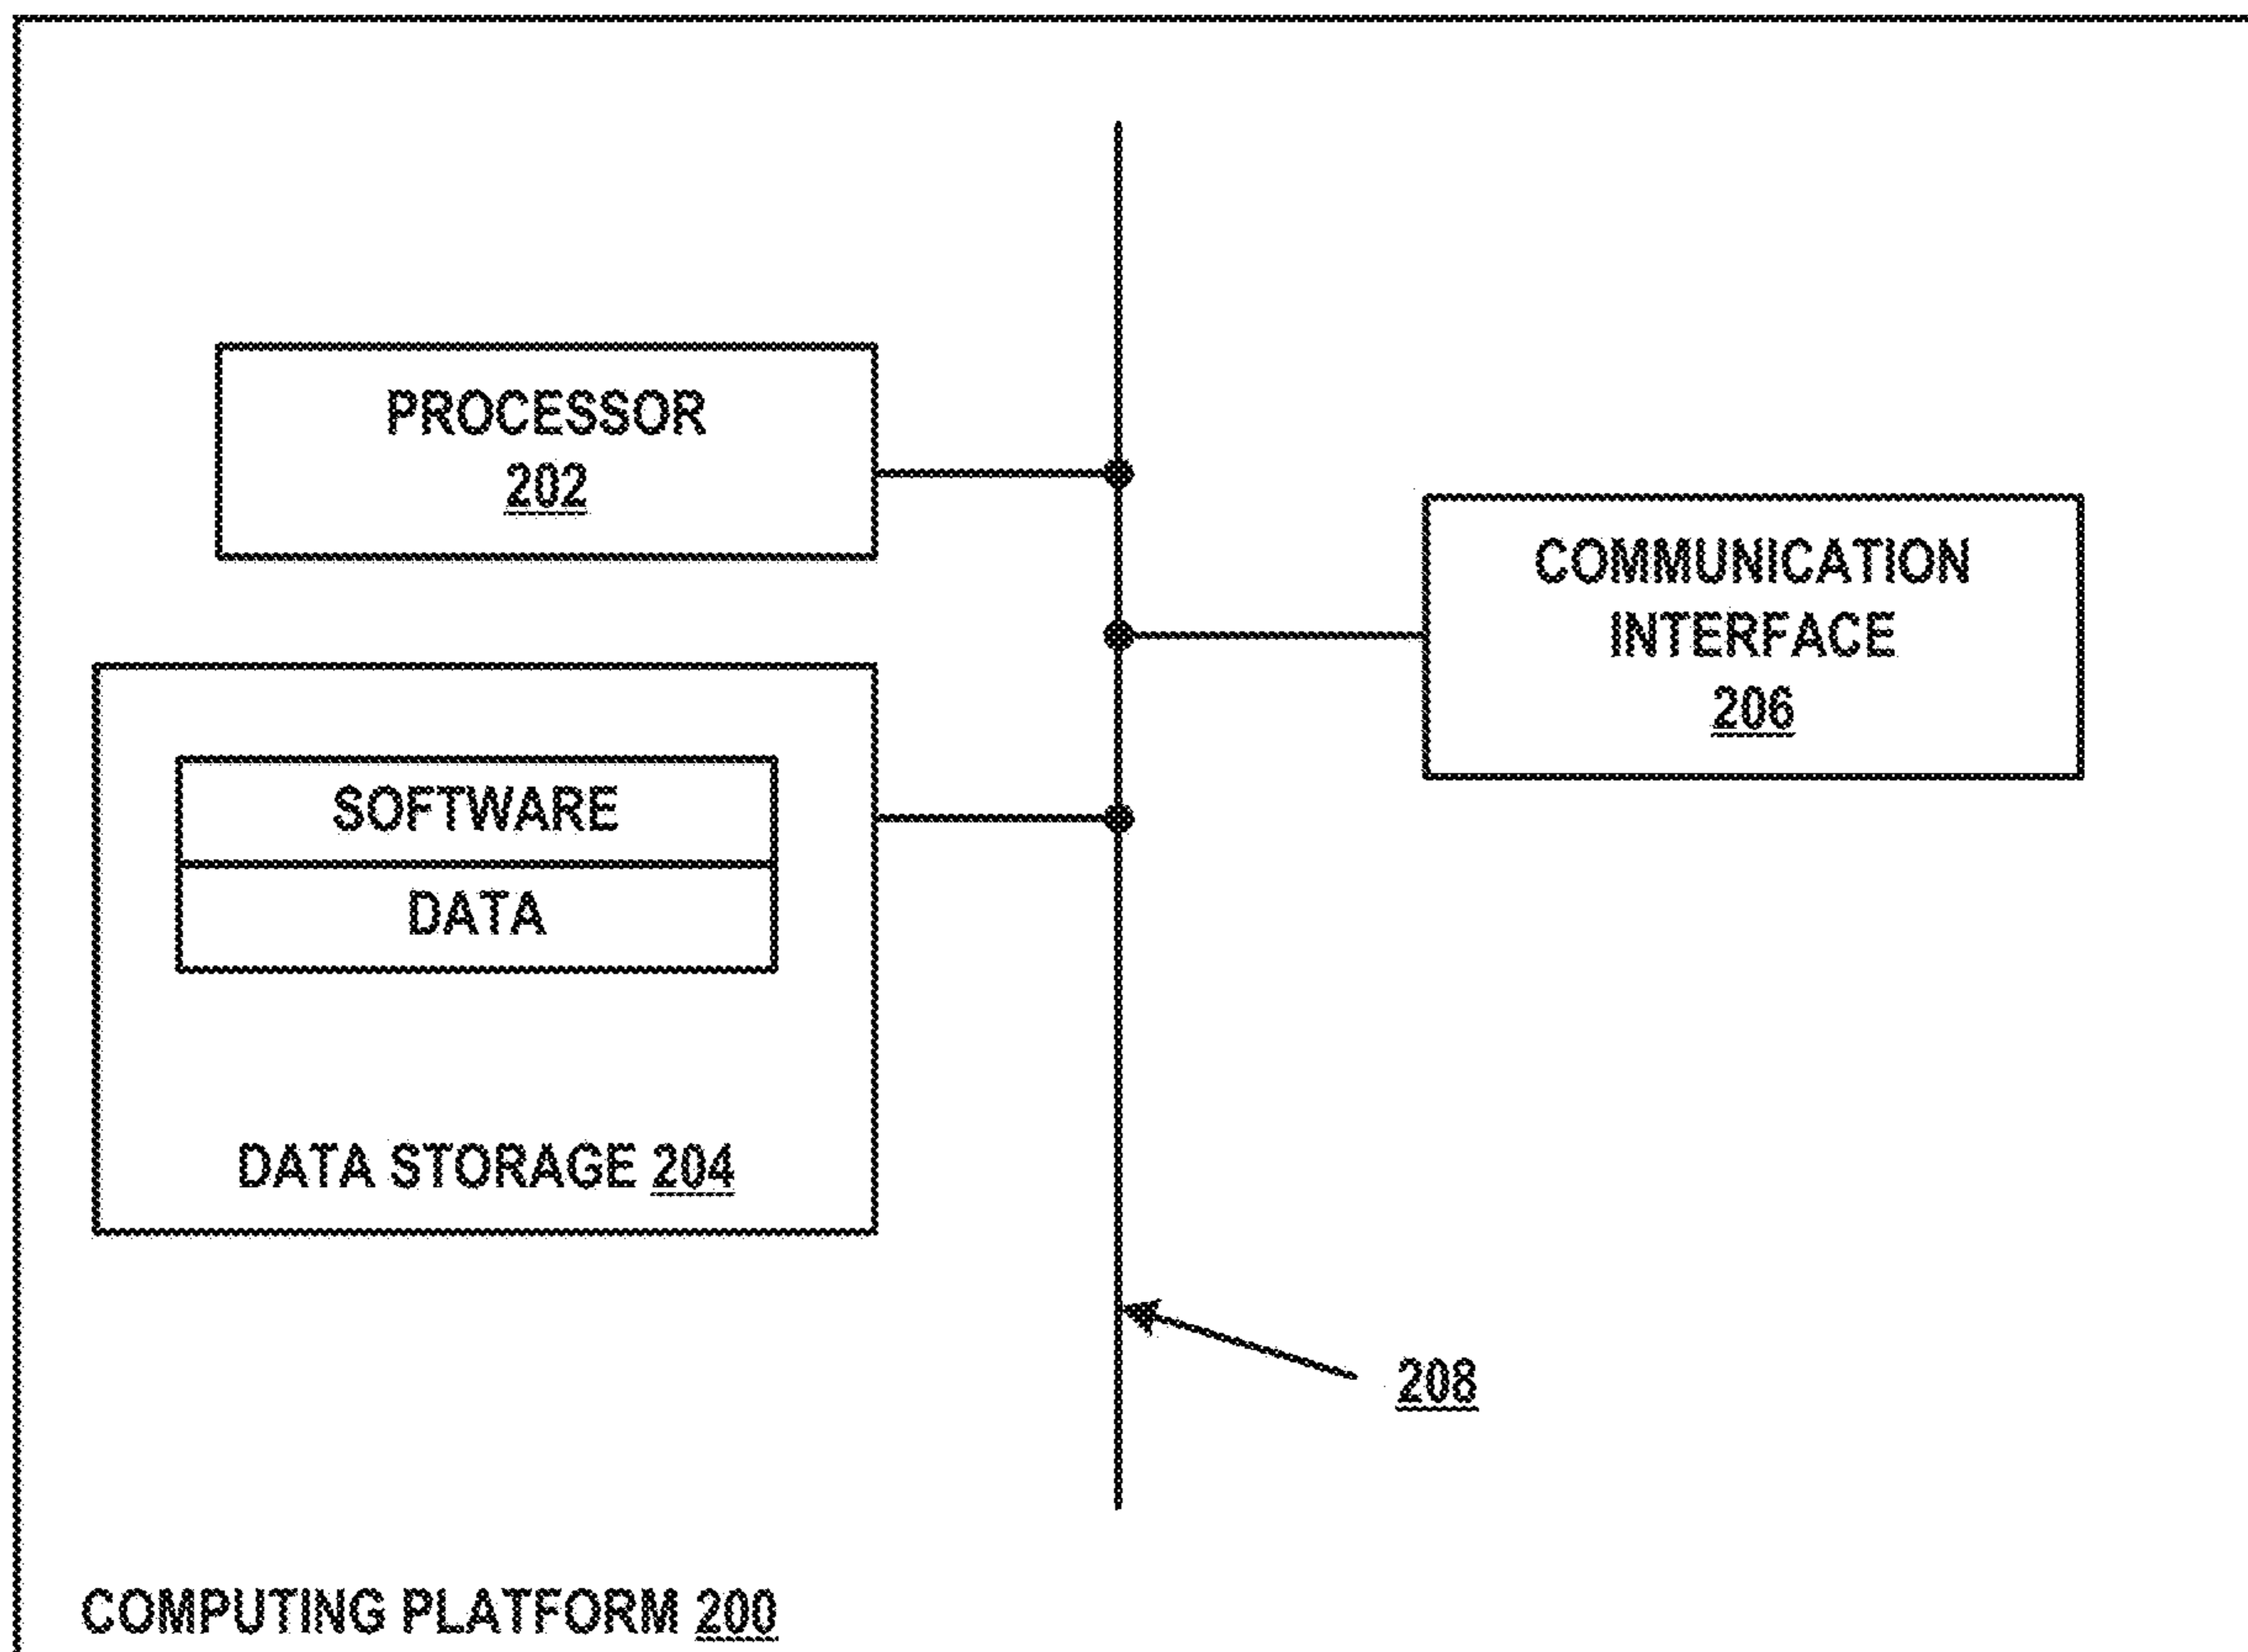 PROCESSOR
202
COMMUNICATION
INTERFACE
206
SOFTWARE
DATA
DATA STORAGE 204
208
COMPUTING PLATFORM 200